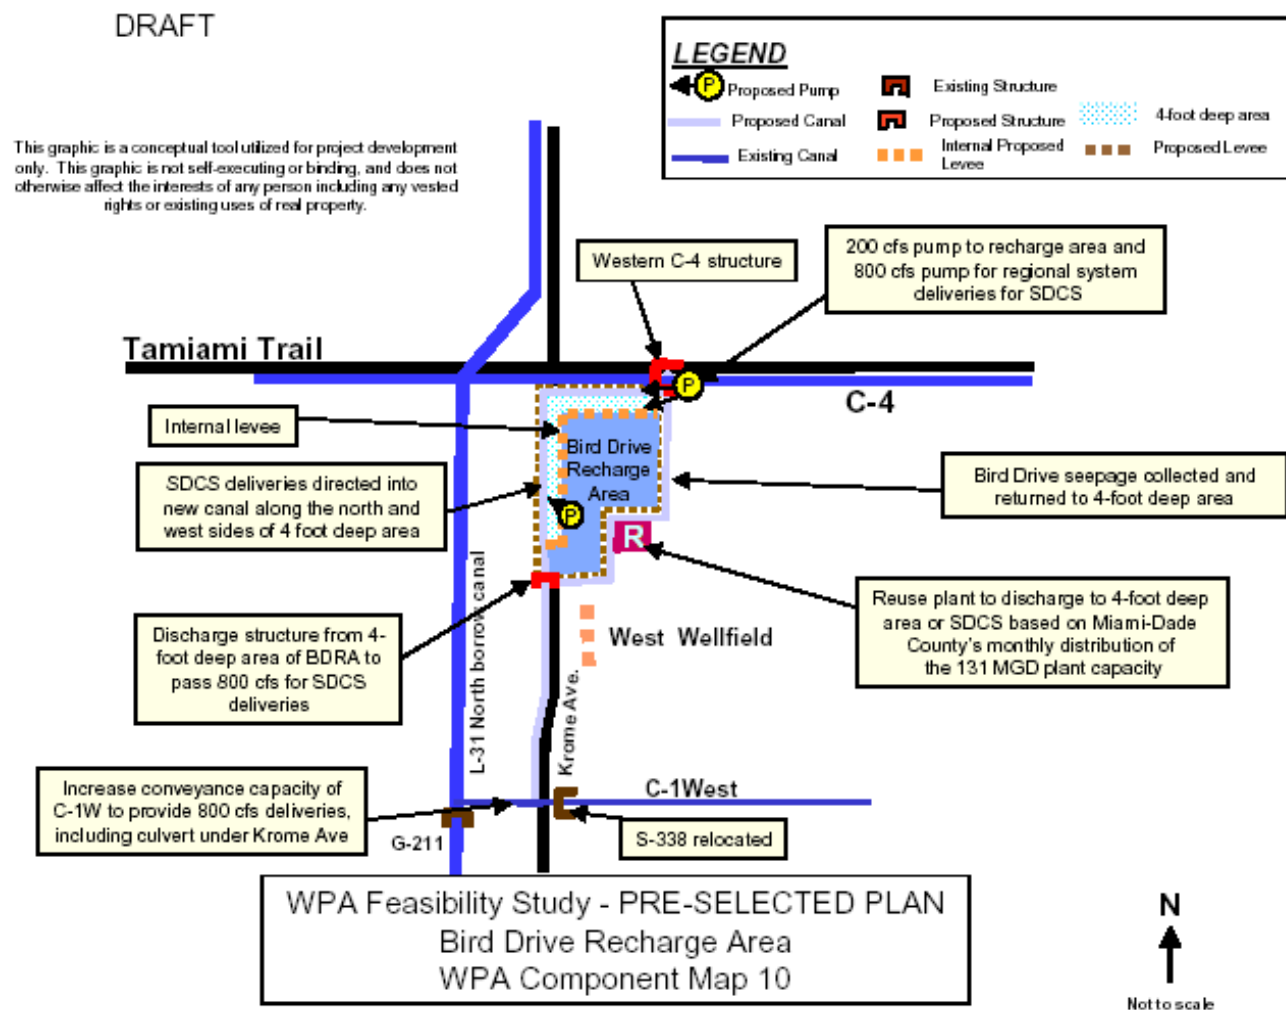 DRAFT
LEGEND
P
Proposed Pump
Existing Structure
Proposed Canal
Proposed Structure
4-foot deep area
Existing Canal
Internal Proposed
Levee
Proposed Levee
This graphic is a conceptual tool utilized for project development
only. This graphic is not self-executing or binding, and does not
otherwise affect the interests of any person including any vested
rights or existing uses of real property.
Western C-4 structure
200 cfs pump to recharge area and
800 cfs pump for regional system
deliveries for SDCS
Tamiami Trail
P
C-4
Internal levee
Bird Drive
Recharge
Area
SDCS deliveries directed into
new canal along the north and
west sides of 4 foot deep area
Bird Drive seepage collected and
returned to 4-foot deep area
P
R
L-31 North borrow canal
Discharge structure from 4-
foot deep area of BDRA to
pass 800 cfs for SDCS
deliveries
West Wellfield
Reuse plant to discharge to 4-foot deep
area or SDCS based on Miami-Dade
County's monthly distribution of
the 131 MGD plant capacity
Krome Ave.
Increase conveyance capacity of
C-1W to provide 800 cfs deliveries,
including culvert under Krome Ave
C-1West
G-211
S-338 relocated
WPA Feasibility Study - PRE-SELECTED PLAN
Bird Drive Recharge Area
WPA Component Map 10
N
Not to scale